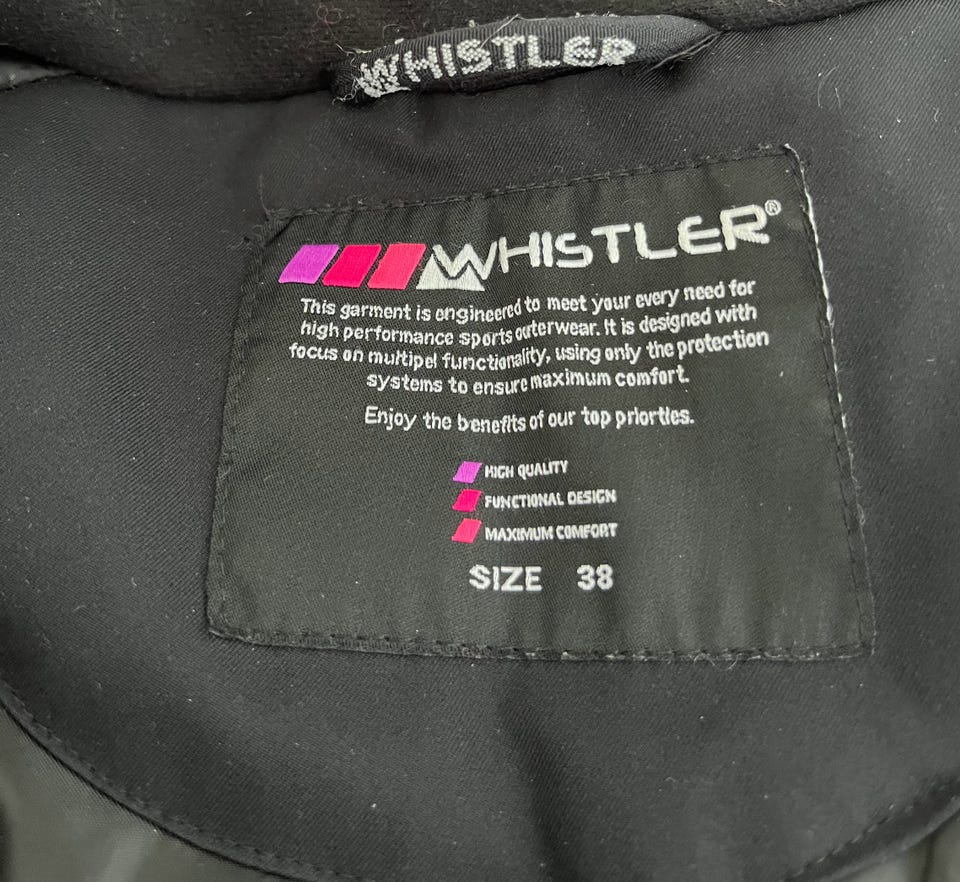 WHISTLER
WHISTLER®
This garment is engineered to meet your every need for
high performance sports outerwear. It is designed with
focus on multipel functionality, using only the protection
systems to ensure maximum comfort.
Enjoy the benefits of our top priorties.
HIGH QUALITY
FUNCTIONAL DESIGN
MAXIMUM COMFORT
SIZE 38